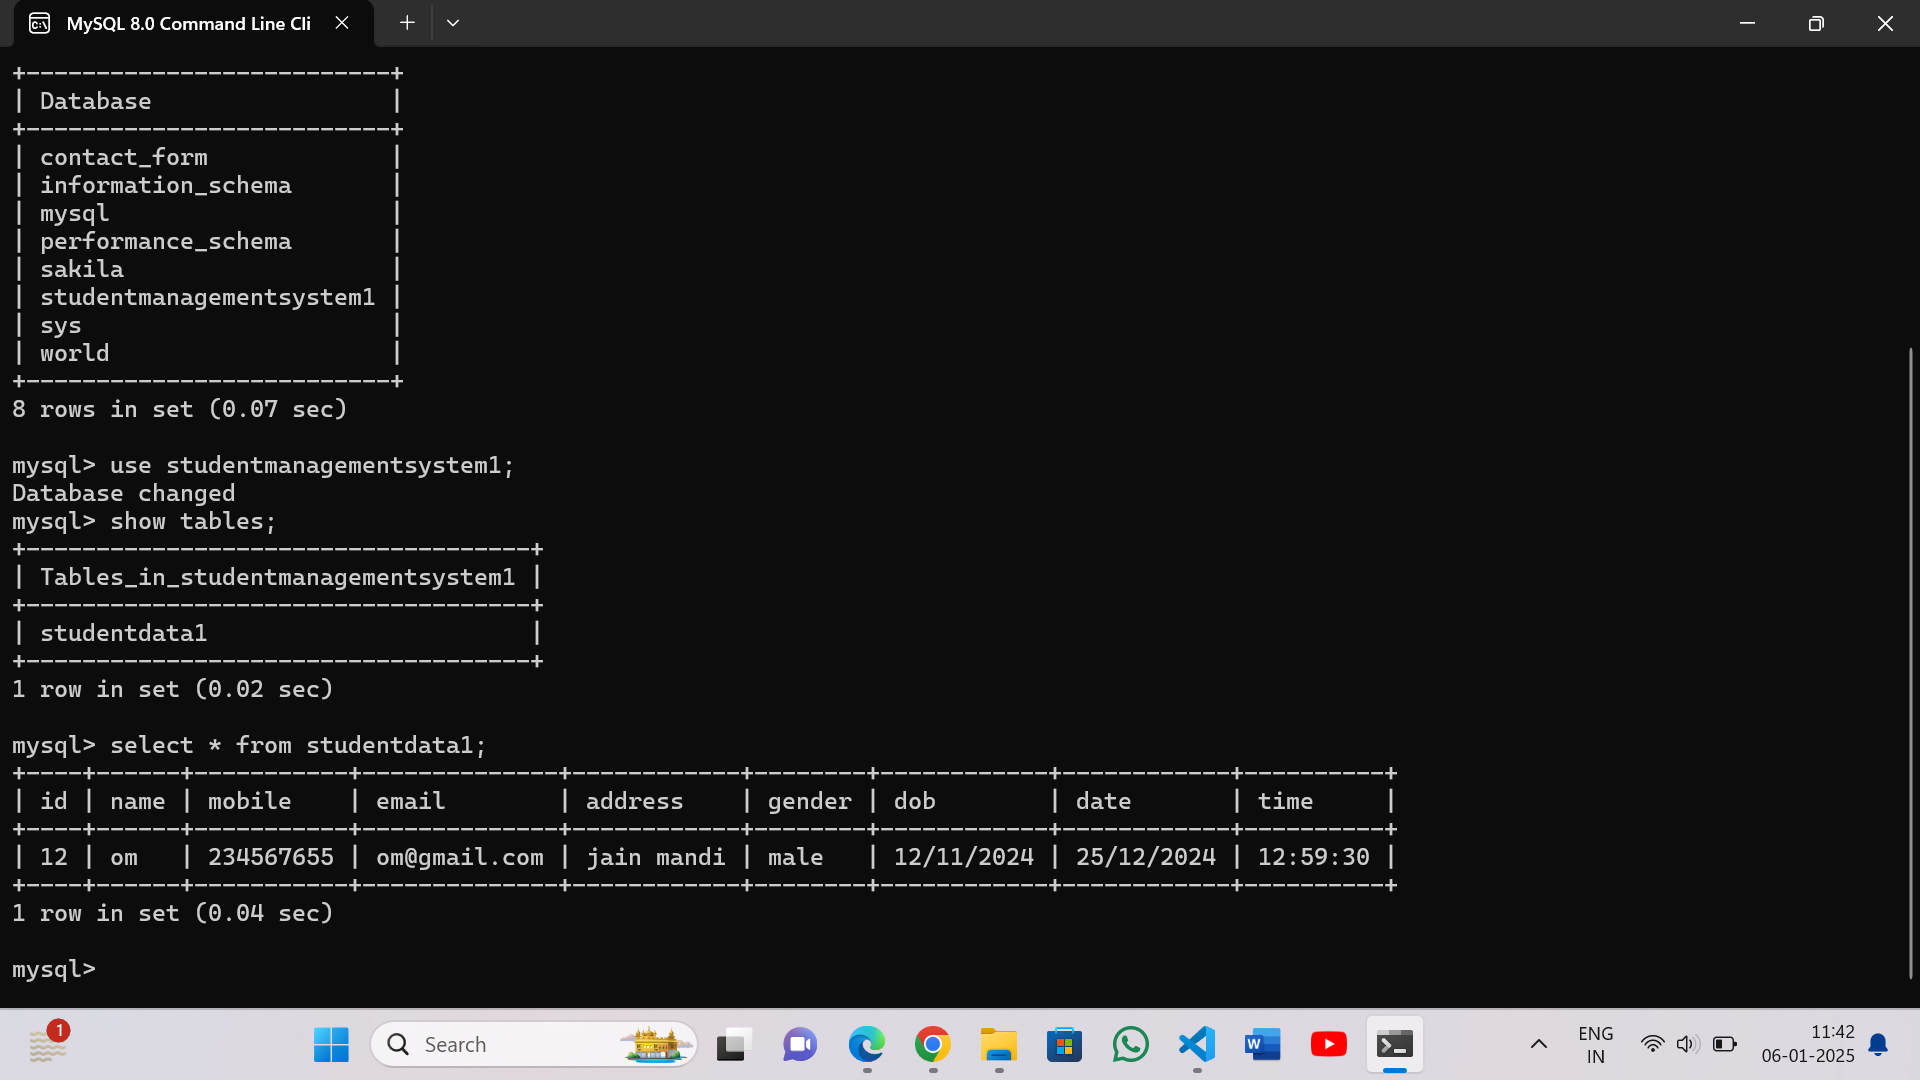 MySQL 8.0 Command Line Cli
+--------------------------+
| Database                 |
+--------------------------+
| contact_form             |
| information_schema       |
| mysql                    |
| performance_schema       |
| sakila                   |
| studentmanagementsystem1 |
| sys                      |
| world                    |
+--------------------------+
8 rows in set (0.07 sec)
mysql> use studentmanagementsystem1;
Database changed
mysql> show tables;
+------------------------------------+
| Tables_in_studentmanagementsystem1 |
+------------------------------------+
| studentdata1                       |
+------------------------------------+
1 row in set (0.02 sec)
mysql> select * from studentdata1;
+----+------+-----------+--------------+------------+--------+------------+------------+----------+
| id | name | mobile    | email        | address    | gender | dob        | date       | time     |
+----+------+-----------+--------------+------------+--------+------------+------------+----------+
| 12 | om   | 234567655 | om@gmail.com | jain mandi | male   | 12/11/2024 | 25/12/2024 | 12:59:30 |
+----+------+-----------+--------------+------------+--------+------------+------------+----------+
1 row in set (0.04 sec)
mysql>
1
Search
W
ENG
IN
11:42
06-01-2025